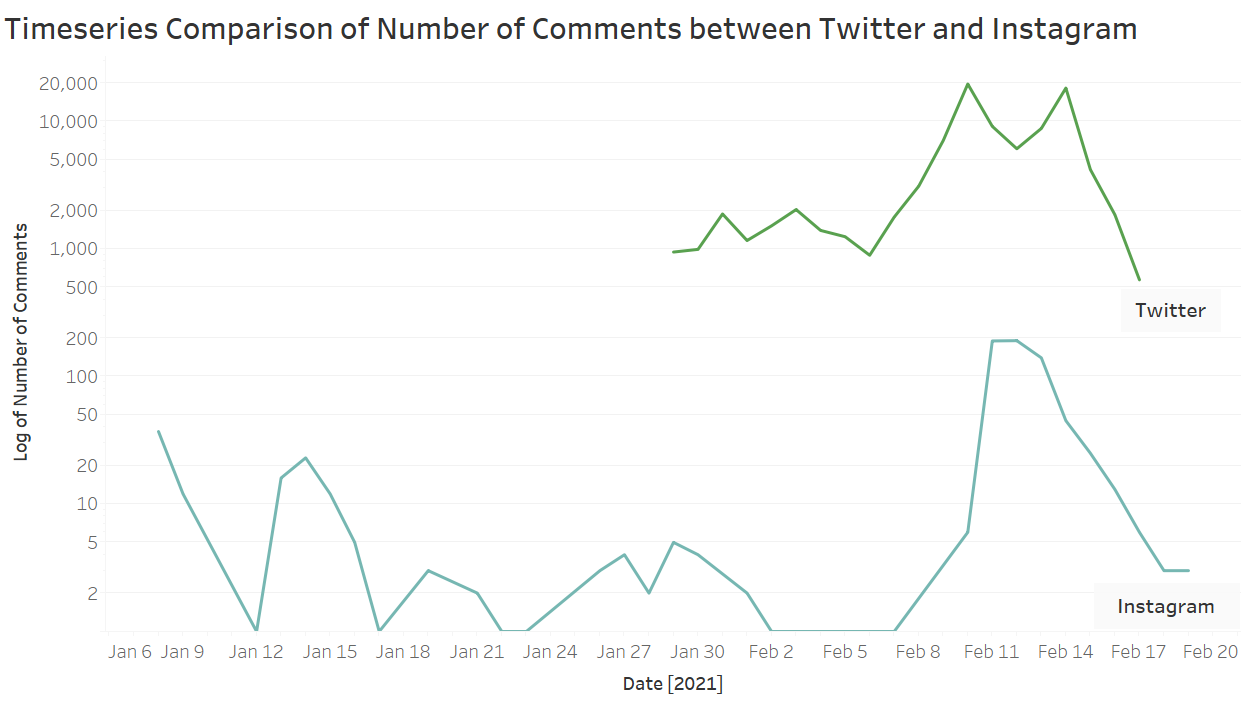 Timeseries Comparison of Number of Comments between Twitter and Instagram
20,000
10,000
5,000
2,000
1,000
500
200
100
50
20
10
5
2
Log of Number of Comments
Twitter
Instagram
Jan 6 Jan 9 Jan 12 Jan 15 Jan 18 Jan 21 Jan 24 Jan 27 Jan 30 Feb 2 Feb 5 Feb 8 Feb 11 Feb 14 Feb 17 Feb 20
Date [2021]